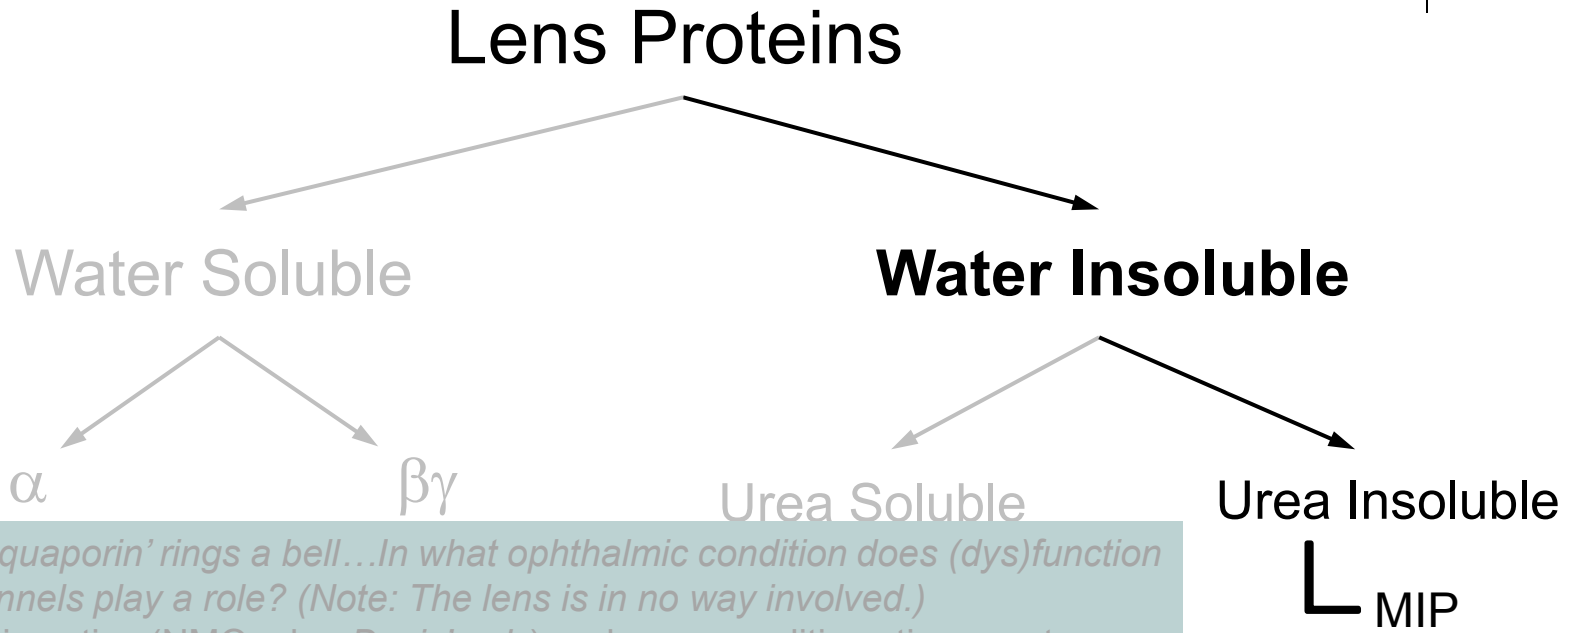 Lens Proteins
Water Soluble
Water Insoluble
α
βγ
Urea Soluble
Urea Insoluble
quaporin’ rings a bell…In what ophthalmic condition does (dys)function
nnels play a role? (Note: The lens is in no way involved.)
MIP